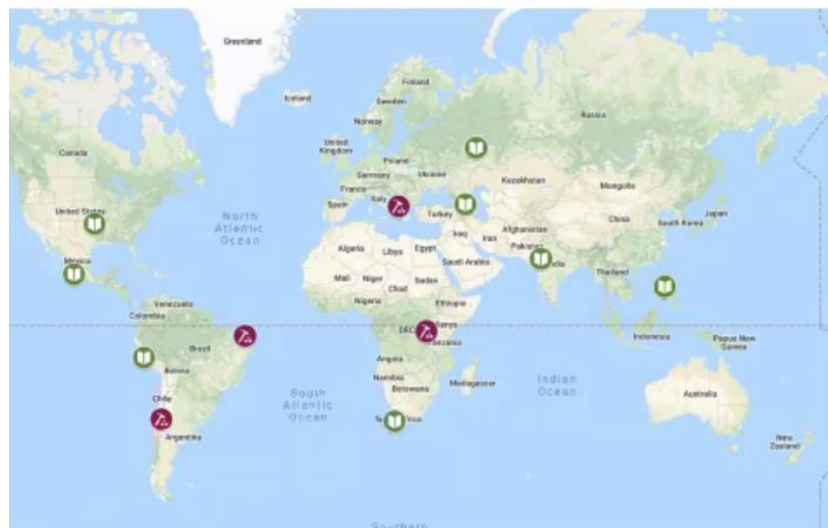 Greenland
Iceland
Finland
Sweden
Norway
Russia
Canada
United
Kingdom
Poland
Germany
Ukraine
Kazakhstan
Mongolia
France
Italy
Spain
Turkey
United States
North
Atlantic
Ocean
China
South Korea
Japan
Afghanistan
Pakistan
Iraq
Iran
Algeria
Libya
Egypt
Saudi Arabia
Mexico
Thailand
Mali
Niger
Chad
Sudan
Nigeria
Ethiopia
Venezuela
Colombia
DRC
Tanzania
Indonesia
Papua New
Guinea
Brazil
Bolivia
Angola
Namibia
Botswana
Madagascar
Indian
Ocean
South
Atlantic
Ocean
Chile
Argentina
Australia
New
Zealand
Southern